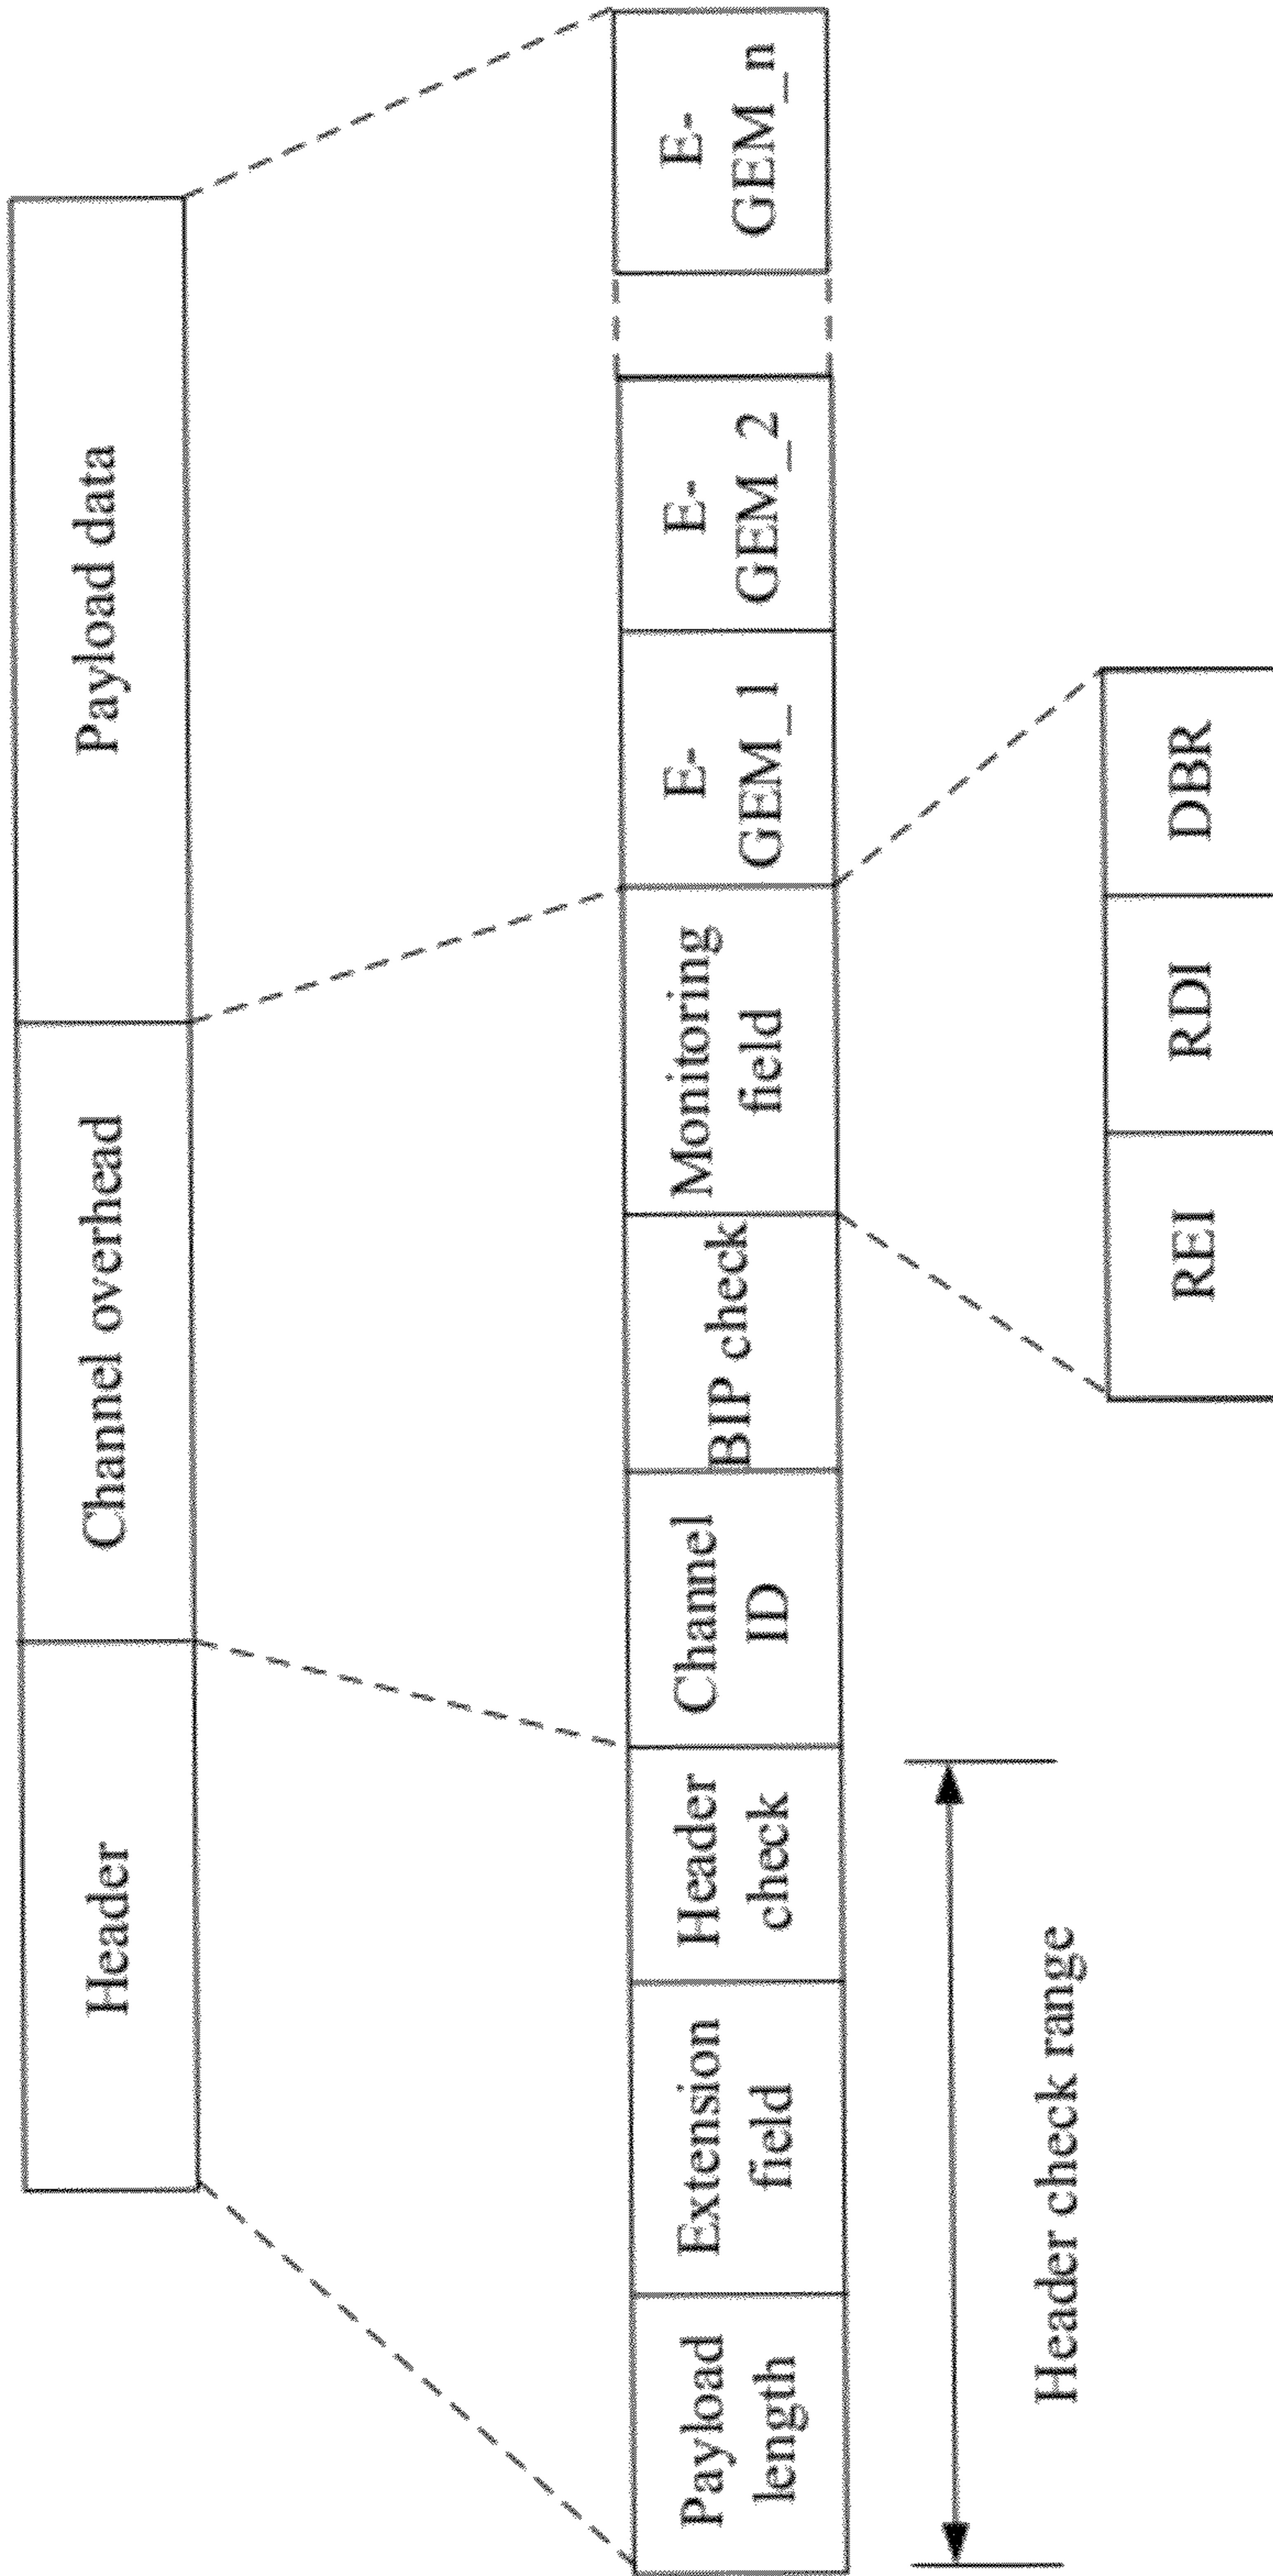 Header
Channel overhead
Payload data
Payload
length
Extension
field
Header
check
Channel
ID
BIP check
Monitoring
field
E-
GEM_1
E-
GEM_2
E-
GEM_n
Header check range
REI
RDI
DBR